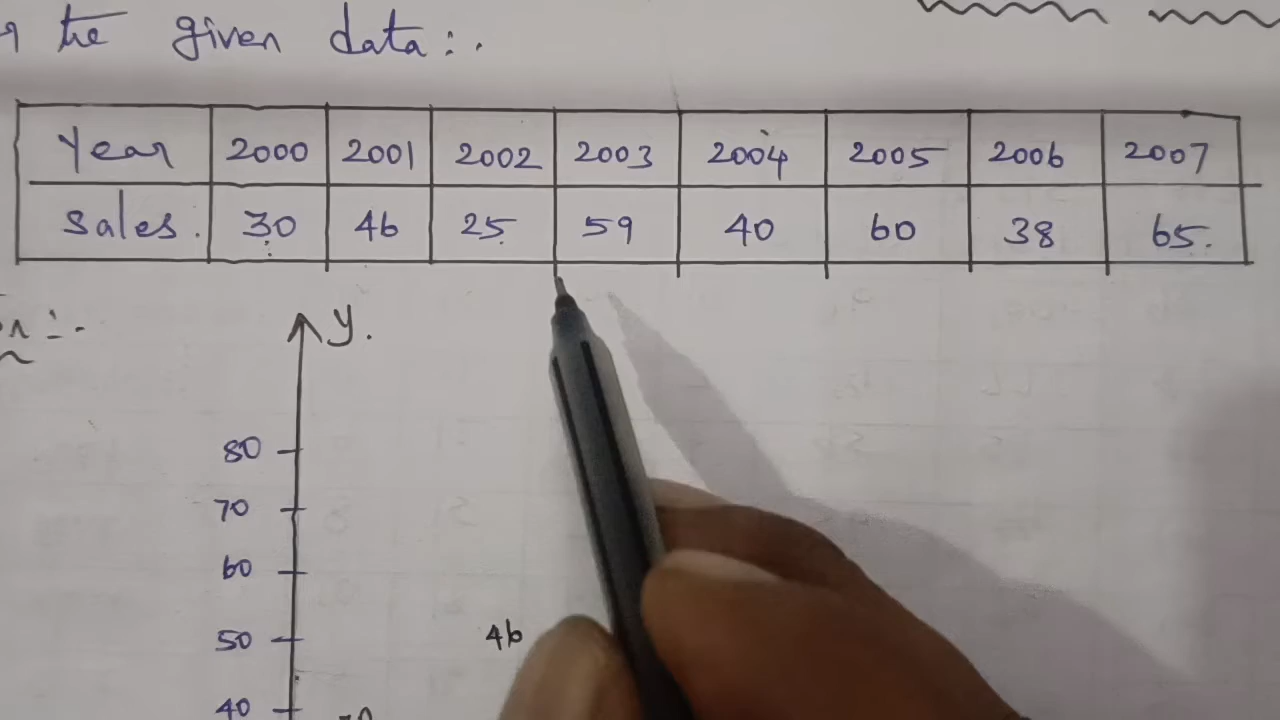 the given data:.
Year 2000 2001 2002 2003 2004 2005 2006 2007
Sales. 30 46 25 59 40 60 38 65.
y.
80
70
60
50 46
40